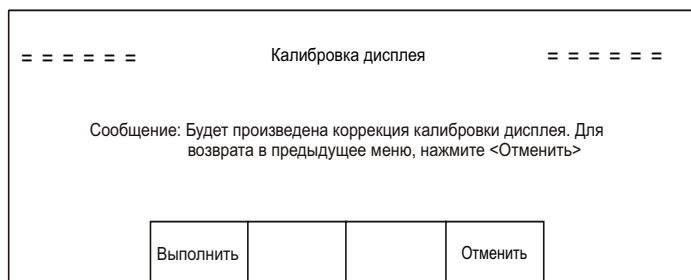 = = = = = = Калибровка дисплея = = = = = =
Сообщение: Будет произведена коррекция калибровки дисплея. Для
возврата в предыдущее меню, нажмите <Отменить>
Выполнить Отменить